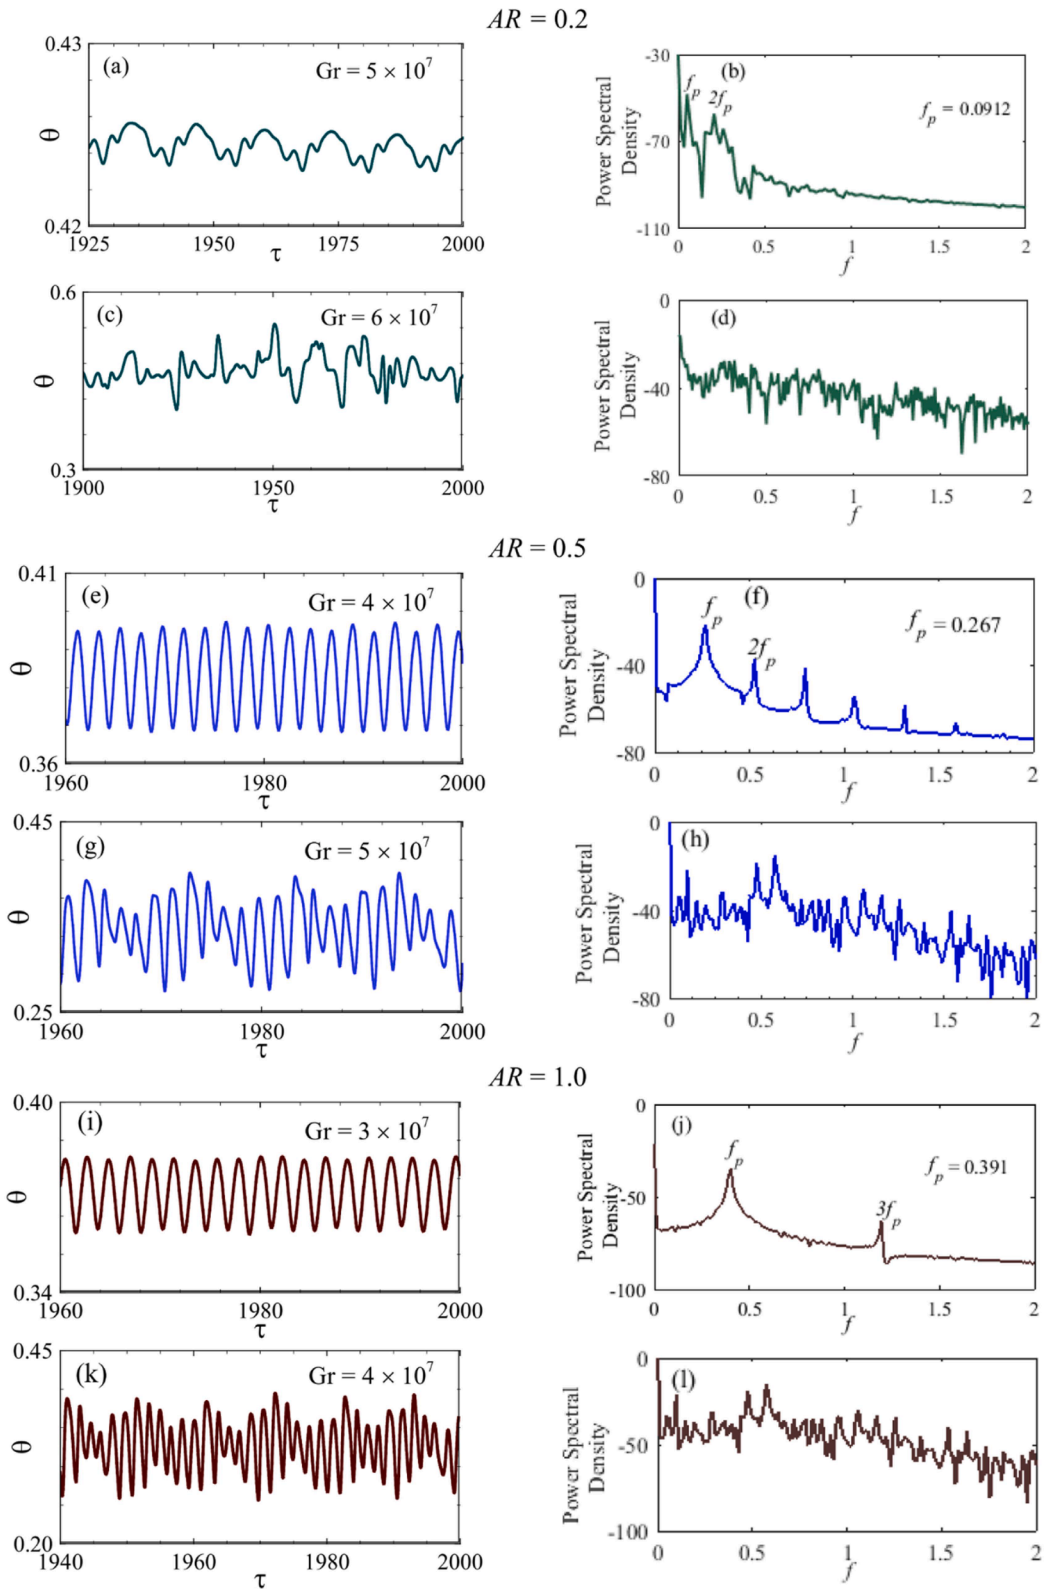 AR = 0.2
(a)
Gr = 5 × 10⁷
0.43
θ
0.42
1925
1950
1975
2000
τ
(b)
f_p
2f_p
f_p = 0.0912
Power Spectral
Density
-30
-70
-110
0
0.5
1
1.5
2
f
(c)
Gr = 6 × 10⁷
0.6
θ
0.3
1900
1950
2000
τ
(d)
Power Spectral
Density
0
-40
-80
0
0.5
1
1.5
2
f
AR = 0.5
(e)
Gr = 4 × 10⁷
0.41
θ
0.36
1960
1980
2000
τ
(f)
f_p
2f_p
f_p = 0.267
Power Spectral
Density
0
-40
-80
0
0.5
1
1.5
2
f
(g)
Gr = 5 × 10⁷
0.45
θ
0.25
1960
1980
2000
τ
(h)
Power Spectral
Density
0
-40
-80
0
0.5
1
1.5
2
f
AR = 1.0
(i)
Gr = 3 × 10⁷
0.40
θ
0.34
1960
1980
2000
τ
(j)
f_p
3f_p
f_p = 0.391
Power Spectral
Density
0
-50
-100
0
0.5
1
1.5
2
f
(k)
Gr = 4 × 10⁷
0.45
θ
0.20
1940
1960
1980
2000
τ
(l)
Power Spectral
Density
0
-50
-100
0
0.5
1
1.5
2
f